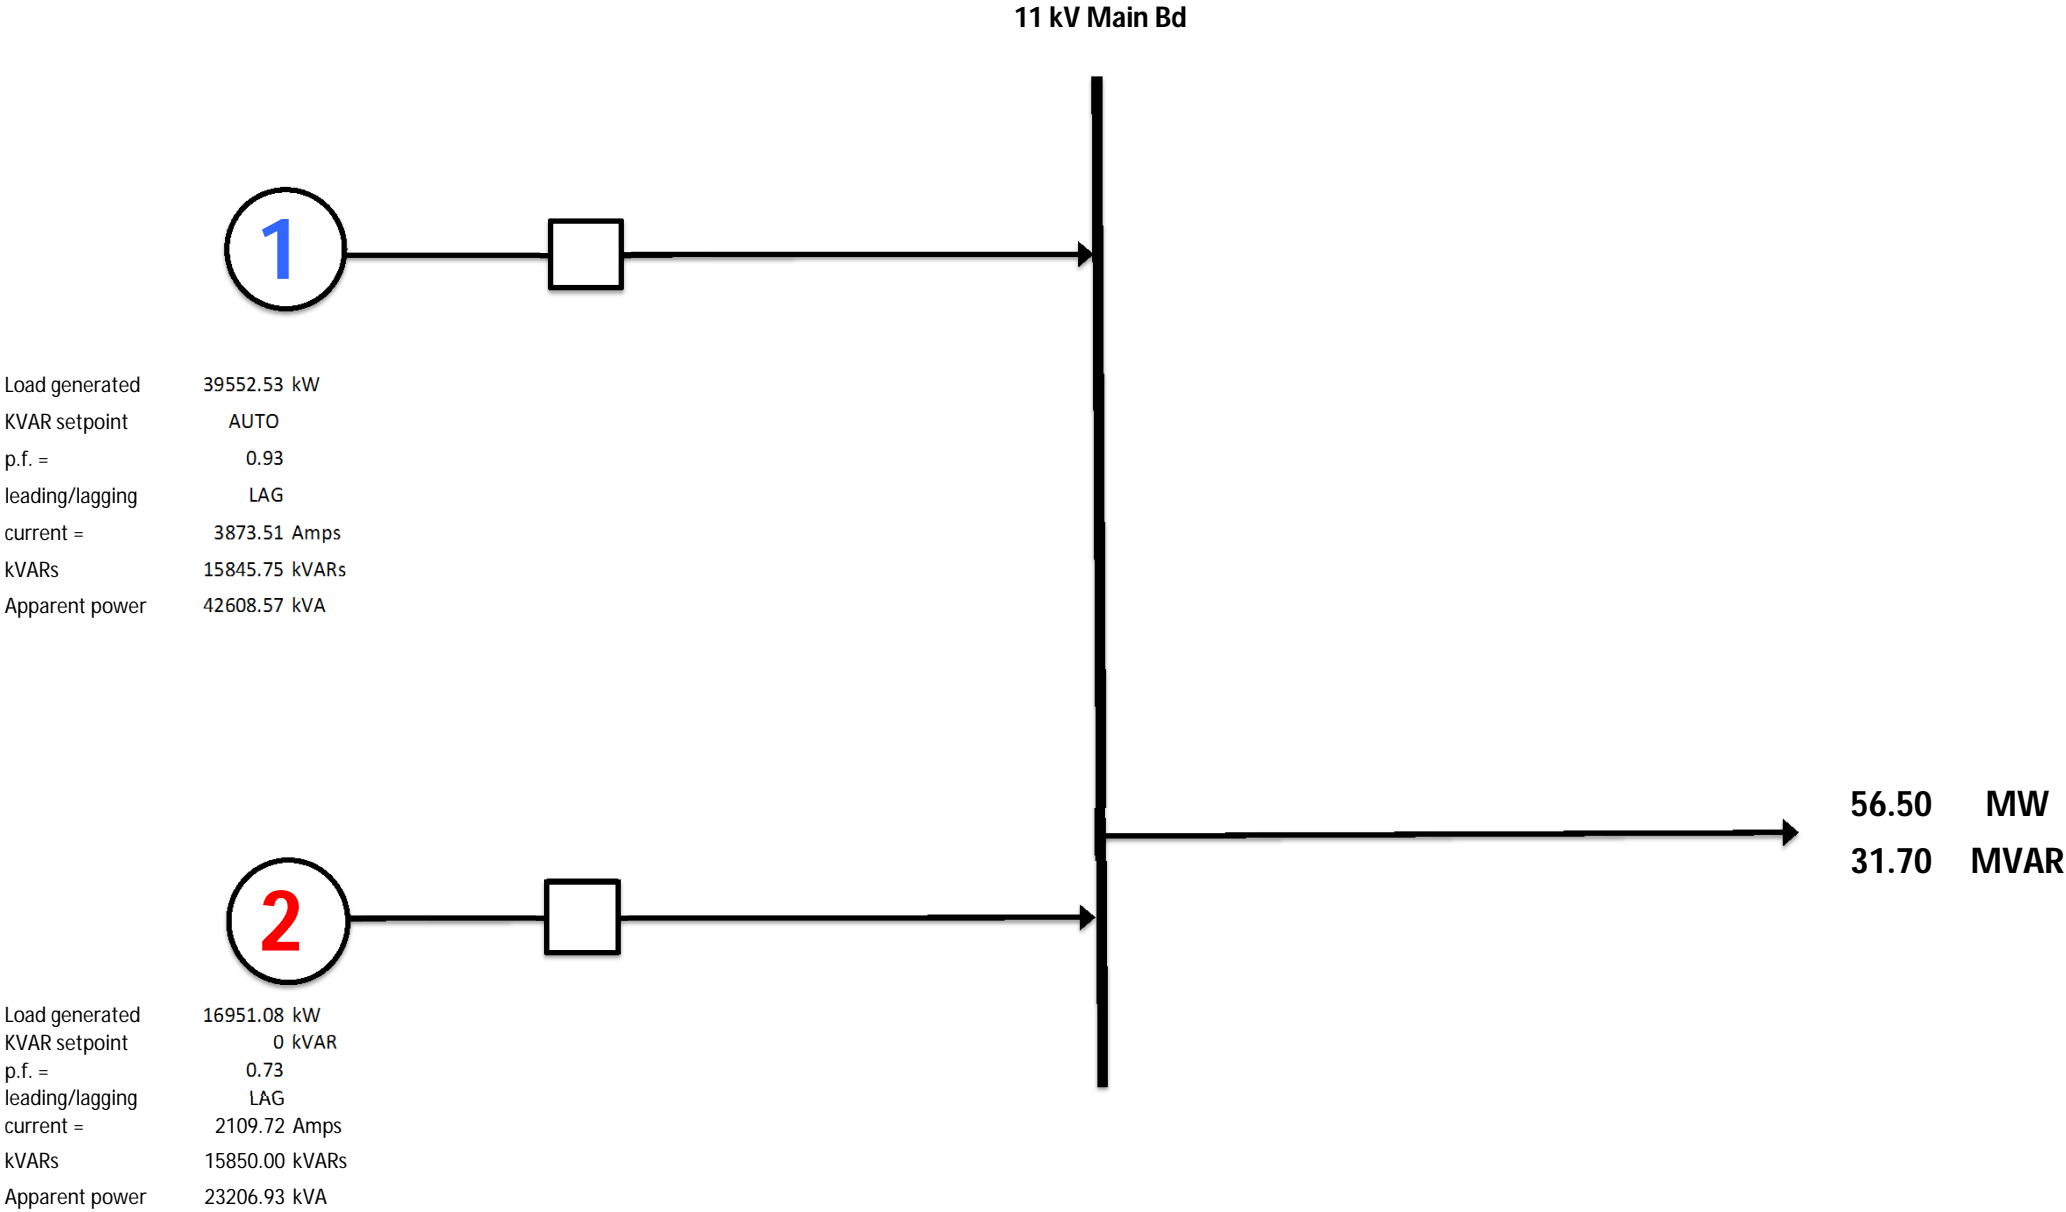 11 kV Main Bd
1
Load generated 39552.53 kW
KVAR setpoint AUTO
p.f. = 0.93
leading/lagging LAG
current = 3873.51 Amps
kVARs 15845.75 kVARs
Apparent power 42608.57 kVA
56.50 MW
31.70 MVAR
2
Load generated 16951.08 kW
KVAR setpoint 0 kVAR
p.f. = 0.73
leading/lagging LAG
current = 2109.72 Amps
kVARs 15850.00 kVARs
Apparent power 23206.93 kVA